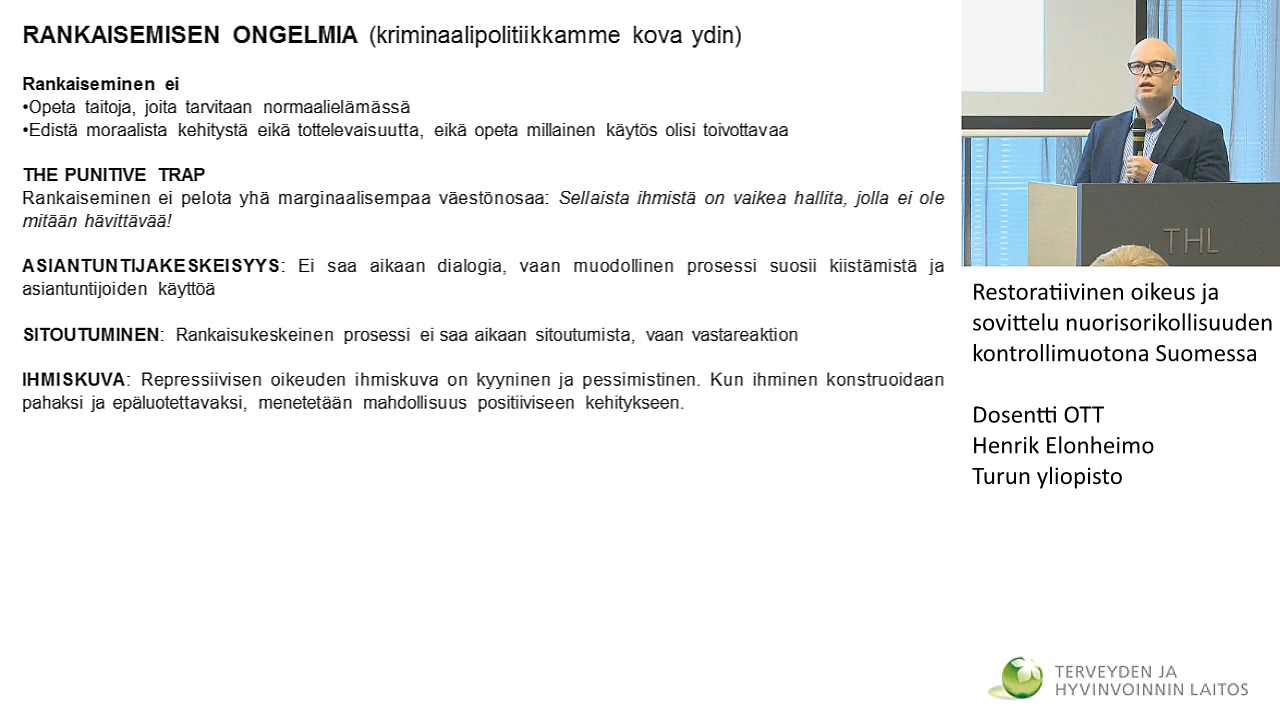 RANKAISEMISEN ONGELMIA (kriminaalipolitiikkamme kova ydin)
Rankaiseminen ei
•Opeta taitoja, joita tarvitaan normaalielämässä
•Edistä moraalista kehitystä eikä tottelevaisuutta, eikä opeta millainen käytös olisi toivottavaa
THE PUNITIVE TRAP
Rankaiseminen ei pelota yhä marginaalisempaa väestönosaa: Sellaista ihmistä on vaikea hallita, jolla ei ole
mitään hävittävää!
ASIANTUNTIJAKESKEISYYS: Ei saa aikaan dialogia, vaan muodollinen prosessi suosii kiistämistä ja
asiantuntijoiden käyttöä
SITOUTUMINEN: Rankaisukeskeinen prosessi ei saa aikaan sitoutumista, vaan vastareaktion
IHMISKUVA: Repressiivisen oikeuden ihmiskuva on kyyninen ja pessimistinen. Kun ihminen konstruoidaan
pahaksi ja epäluotettavaksi, menetetään mahdollisuus positiiviseen kehitykseen.
THL
Restoratiivinen oikeus ja
sovittelu nuorisorikollisuuden
kontrollimuotona Suomessa
Dosentti OTT
Henrik Elonheimo
Turun yliopisto
TERVEYDEN JA
HYVINVOINNIN LAITOS